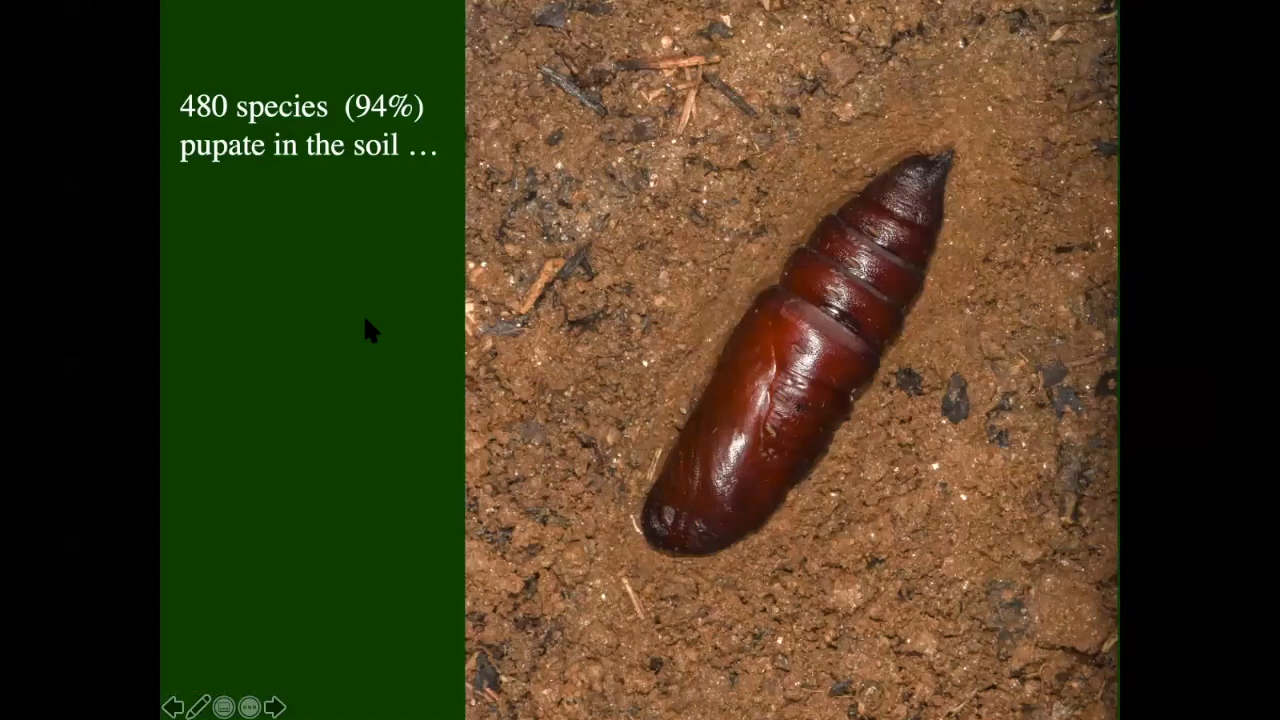 480 species  (94%)
pupate in the soil …